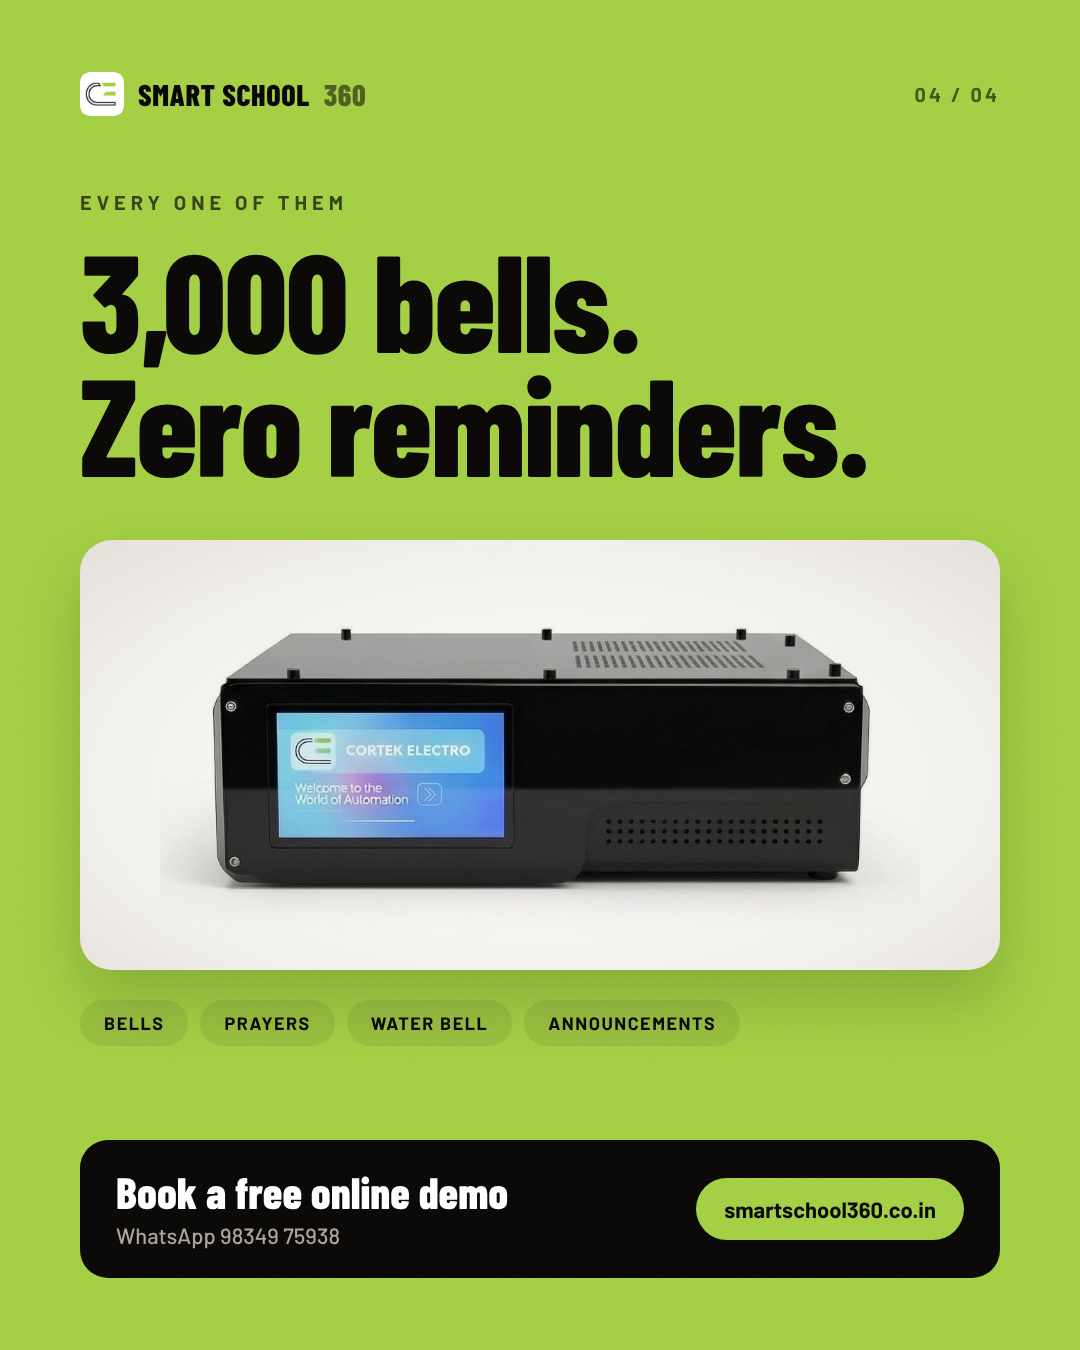 SMART SCHOOL 360
04 / 04
EVERY ONE OF THEM
3,000 bells.
Zero reminders.
CORTEK ELECTRO
Welcome to the
World of Automation
BELLS
PRAYERS
WATER BELL
ANNOUNCEMENTS
Book a free online demo
WhatsApp 98349 75938
smartschool360.co.in